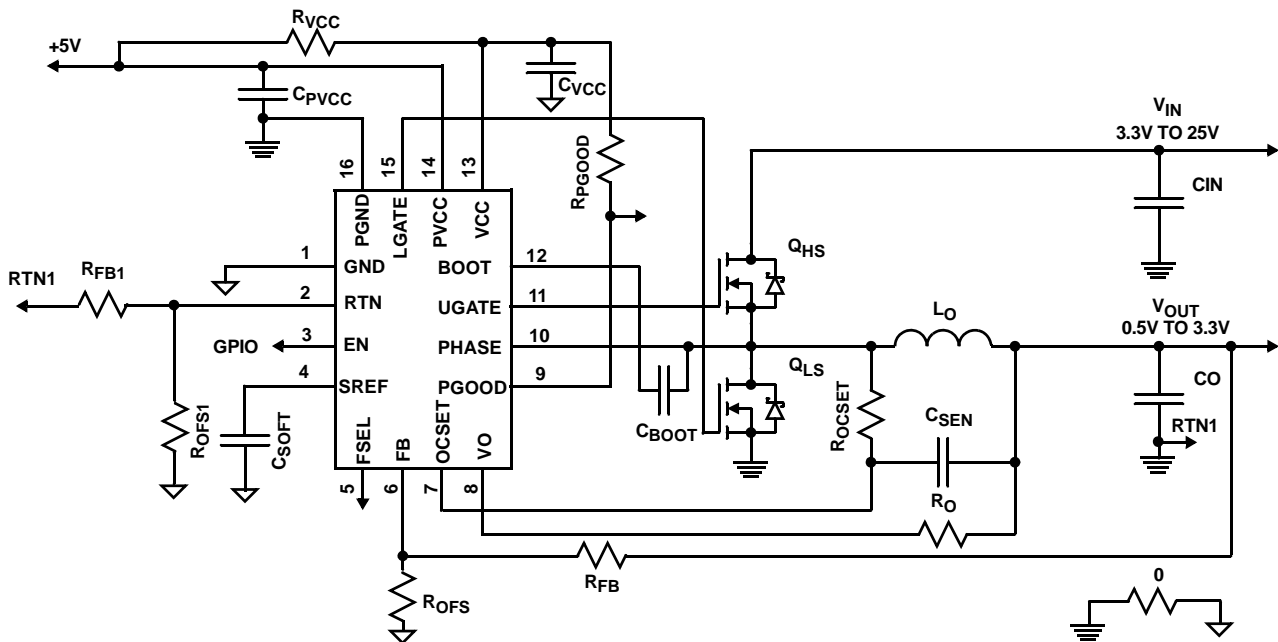 RVCC
+5V
CPVCC
CVCC
RPGOOD
VIN
3.3V TO 25V
CIN
16
15
14
13
PGND
LGATE
PVCC
VCC
1
GND
BOOT
12
QHS
RTN1
RFB1
2
RTN
UGATE
11
LO
VOUT
0.5V TO 3.3V
GPIO
3
EN
PHASE
10
QLS
4
SREF
PGOOD
9
CO
ROFS1
CSOFT
FSEL
FB
OCSET
VO
CBOOT
ROCSET
CSEN
RTN1
5
6
7
8
RO
RFB
ROFS
0